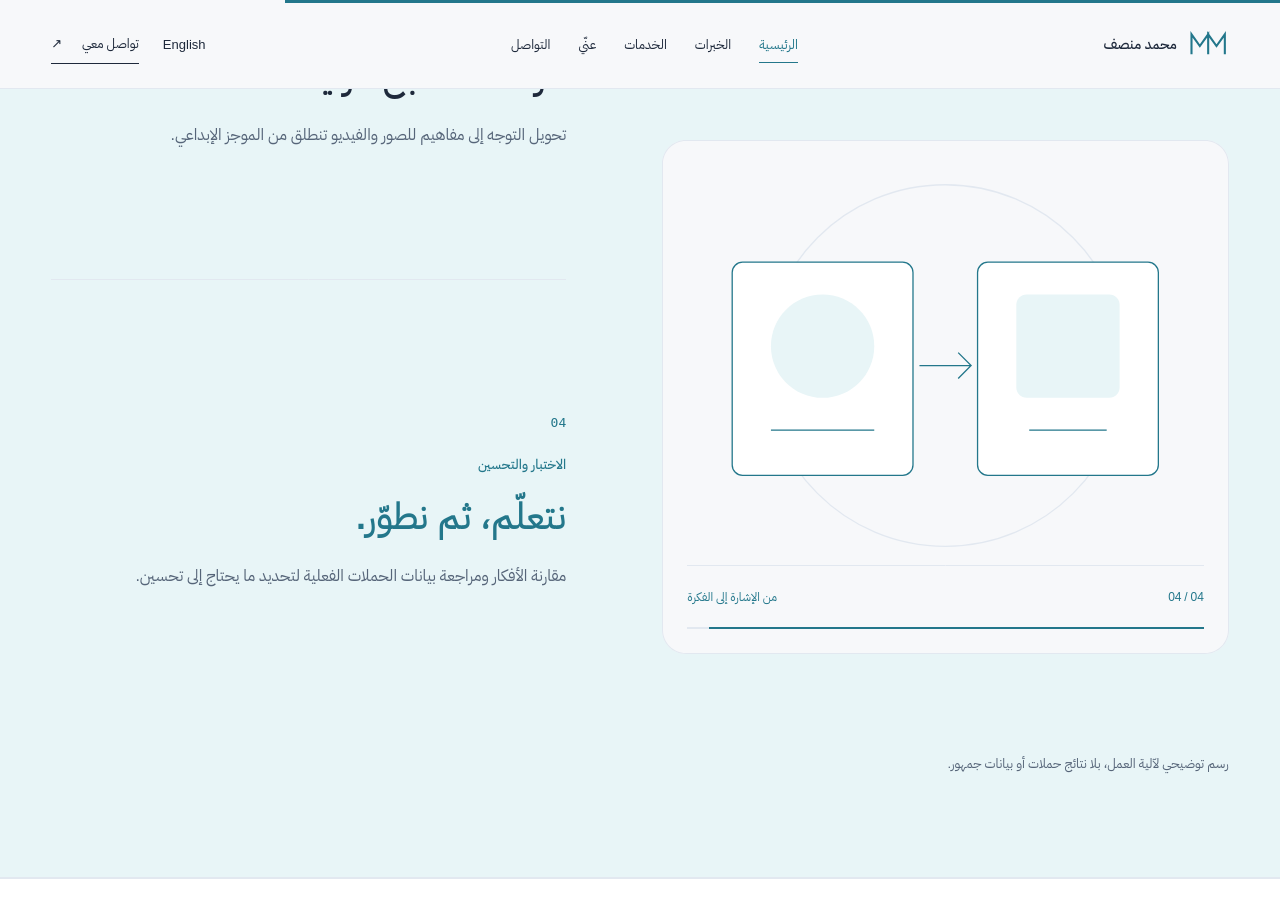 محمد منصف
الرئيسية
الخبرات
الخدمات
عنّي
التواصل
English
تواصل معي ↗
تحويل التوجه إلى مفاهيم للصور والفيديو تنطلق من الموجز الإبداعي.
04
الاختبار والتحسين
نتعلّم، ثم نطوّر.
مقارنة الأفكار ومراجعة بيانات الحملات الفعلية لتحديد ما يحتاج إلى تحسين.
04 / 04
من الإشارة إلى الفكرة
رسم توضيحي لآلية العمل، بلا نتائج حملات أو بيانات جمهور.